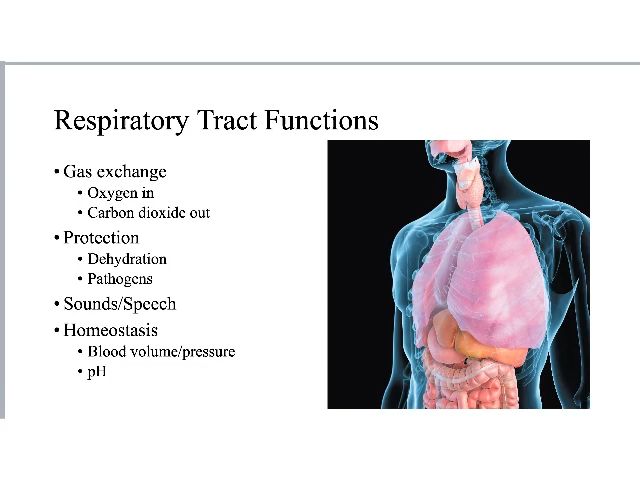 Respiratory Tract Functions
• Gas exchange
• Oxygen in
• Carbon dioxide out
• Protection
• Dehydration
• Pathogens
• Sounds/Speech
• Homeostasis
• Blood volume/pressure
• pH